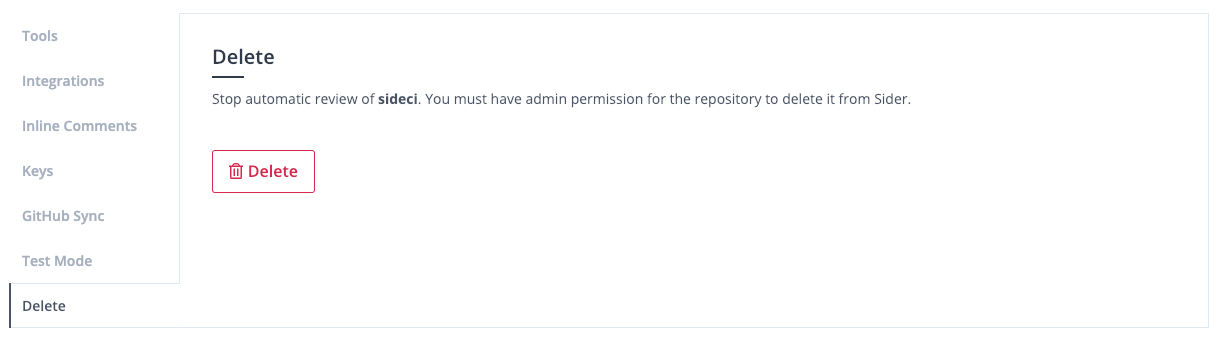 Tools
Integrations
Inline Comments
Keys
GitHub Sync
Test Mode
Delete
Delete
Stop automatic review of sideci. You must have admin permission for the repository to delete it from Sider.
Delete